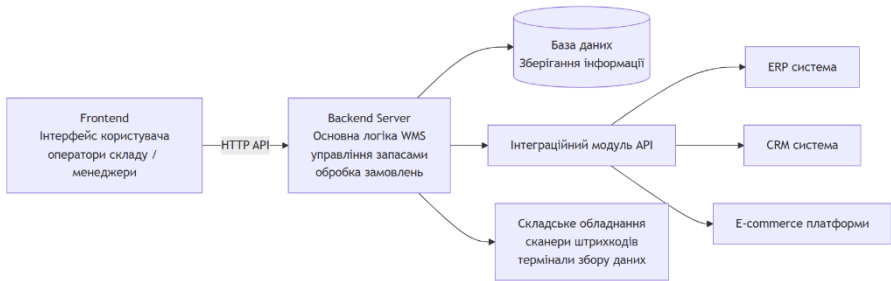 Frontend
Інтерфейс користувача
оператори складу /
менеджери
HTTP API
Backend Server
Основна логіка WMS
управління запасами
обробка замовлень
База даних
Зберігання інформації
Інтеграційний модуль API
Складське обладнання
сканери штрихкодів
термінали збору даних
ERP система
CRM система
E-commerce платформи